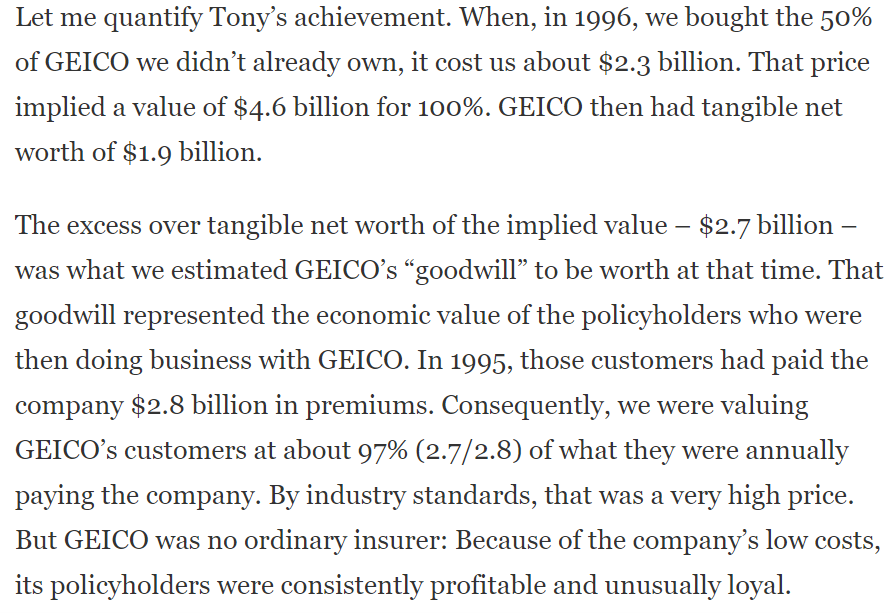 Let me quantify Tony’s achievement. When, in 1996, we bought the 50%
of GEICO we didn’t already own, it cost us about $2.3 billion. That price
implied a value of $4.6 billion for 100%. GEICO then had tangible net
worth of $1.9 billion.
The excess over tangible net worth of the implied value – $2.7 billion –
was what we estimated GEICO’s “goodwill” to be worth at that time. That
goodwill represented the economic value of the policyholders who were
then doing business with GEICO. In 1995, those customers had paid the
company $2.8 billion in premiums. Consequently, we were valuing
GEICO’s customers at about 97% (2.7/2.8) of what they were annually
paying the company. By industry standards, that was a very high price.
But GEICO was no ordinary insurer: Because of the company’s low costs,
its policyholders were consistently profitable and unusually loyal.